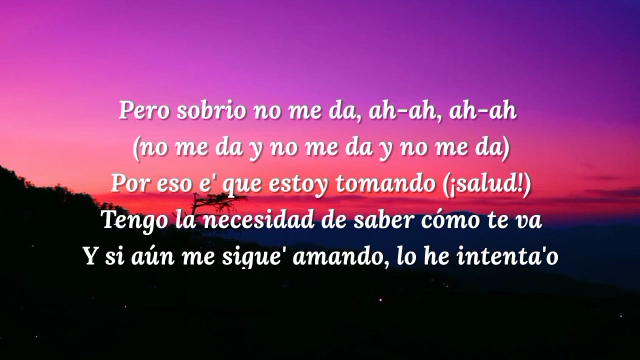 Pero sobrio no me da, ah-ah, ah-ah
(no me da y no me da y no me da)
Por eso e' que estoy tomando (¡salud!)
Tengo la necesidad de saber cómo te va
Y si aún me sigue' amando, lo he intenta'o